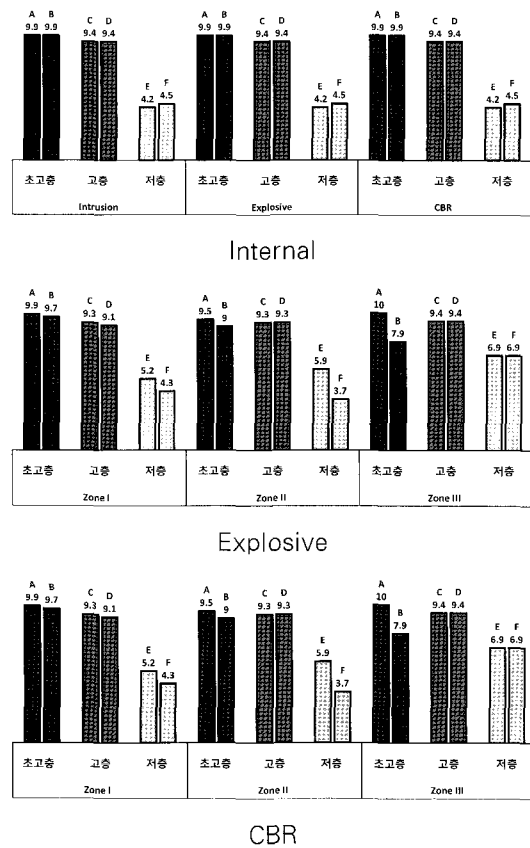 A B C D A B C D A B C D
9.9 9.9 9.4 9.4 9.9 9.9 9.4 9.4 9.9 9.9 9.4 9.4
E F E F E F
4.2 4.5 4.2 4.5 4.2 4.5
초고층 고층 저층 초고층 고층 저층 초고층 고층 저층
Intrusion Explosive CBR
Internal
A B C D A B C D A B C D
9.9 9.7 9.3 9.1 9.5 9 9.3 9.3 10 7.9 9.4 9.4
E F E F E F
5.2 4.3 5.9 3.7 6.9 6.9
초고층 고층 저층 초고층 고층 저층 초고층 고층 저층
Zone I Zone II Zone III
Explosive
A B C D A B C D A B C D
9.9 9.7 9.3 9.1 9.5 9 9.3 9.3 10 7.9 9.4 9.4
E F E F E F
5.2 4.3 5.9 3.7 6.9 6.9
초고층 고층 저층 초고층 고층 저층 초고층 고층 저층
Zone I Zone II Zone III
CBR